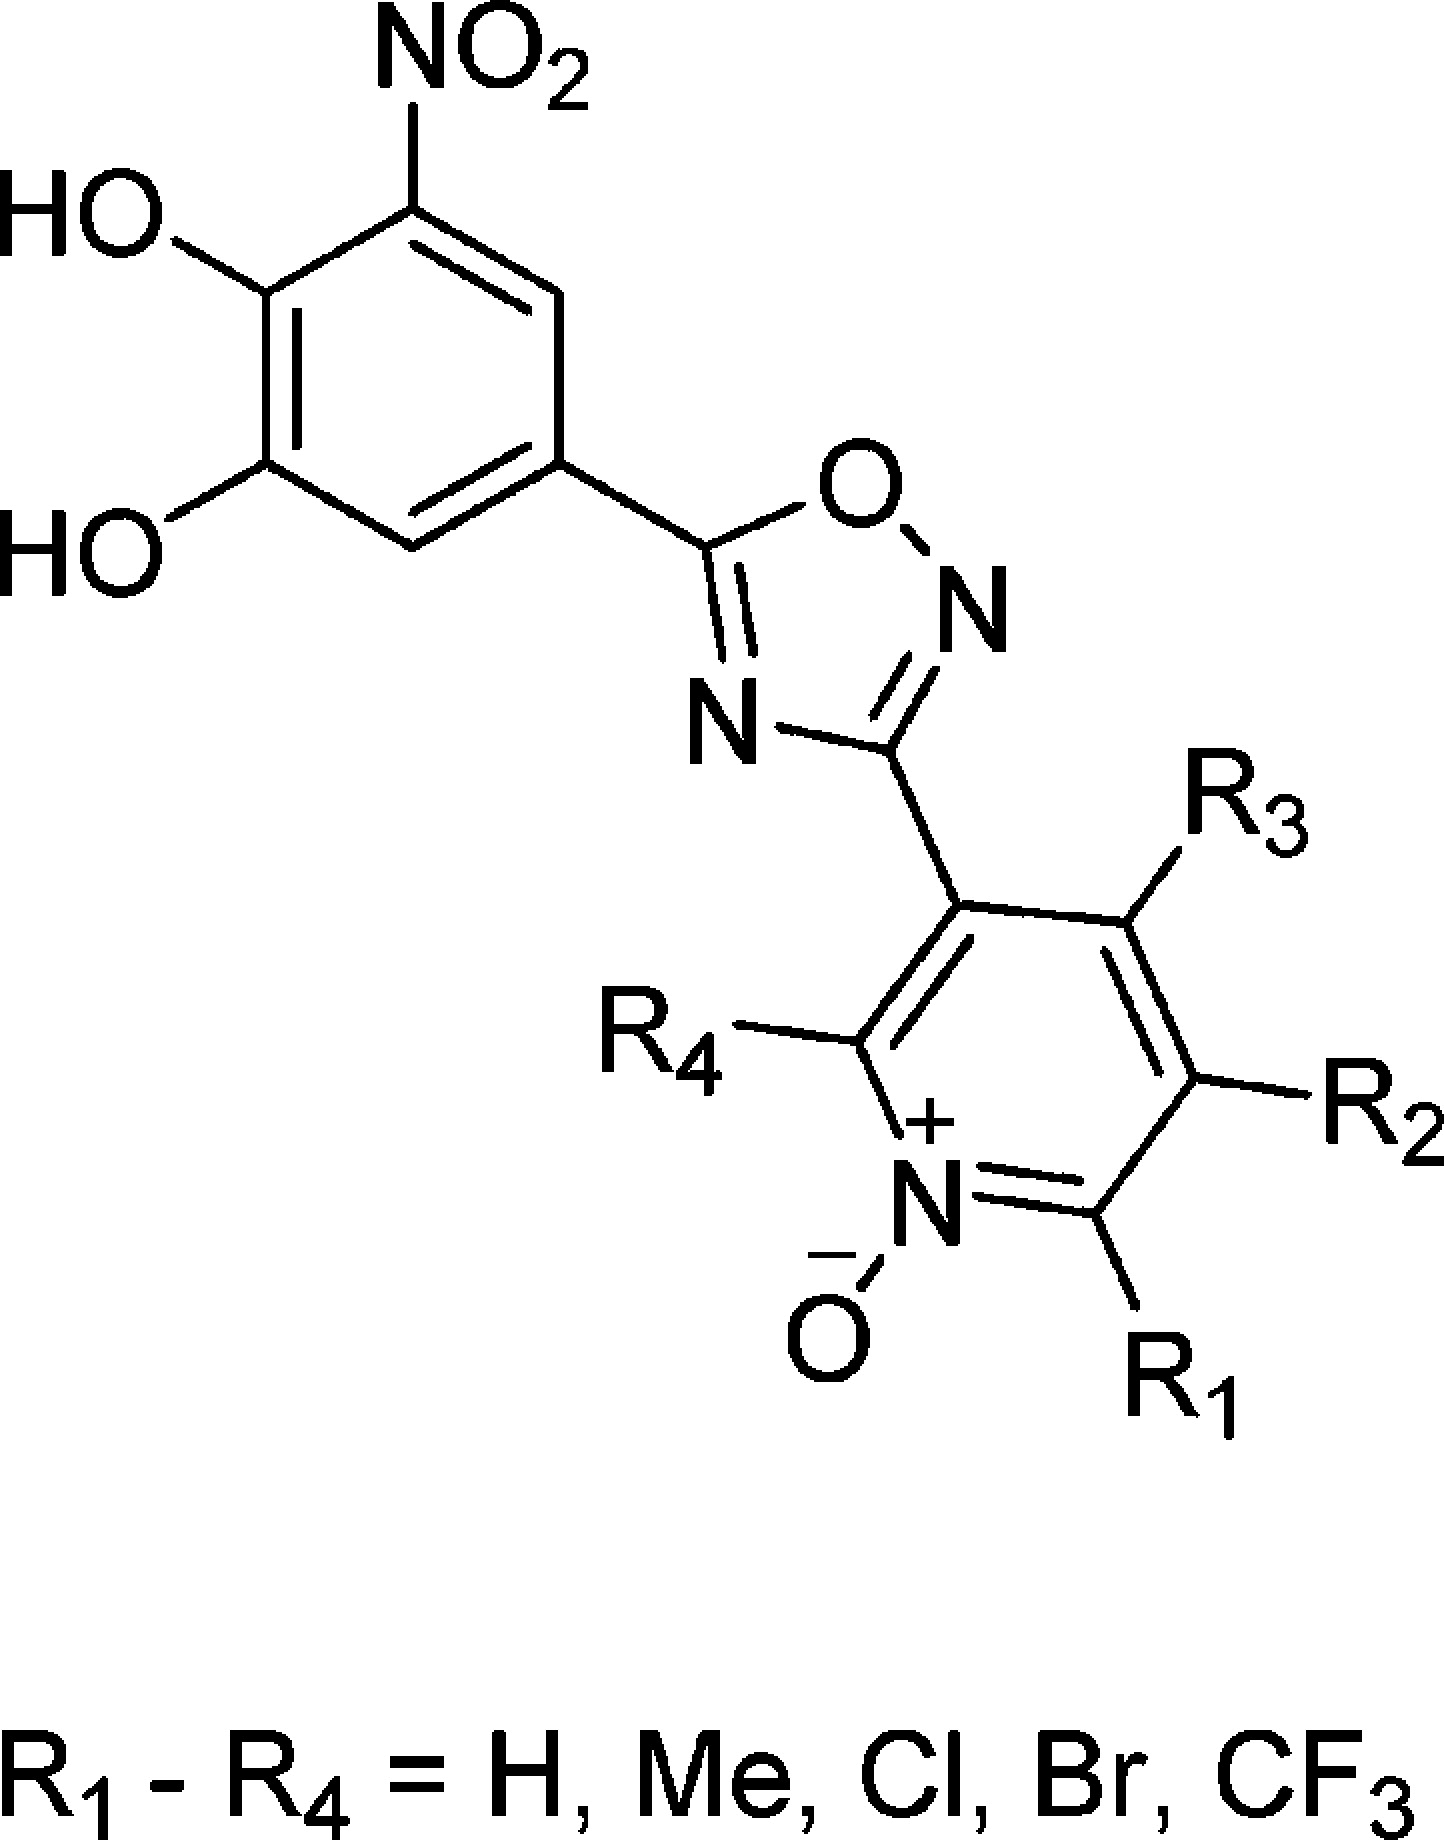 NO2
HO
HO
O
N
N
R3
R4
R2
+
N
−
O
R1
R1 - R4 = H, Me, Cl, Br, CF3